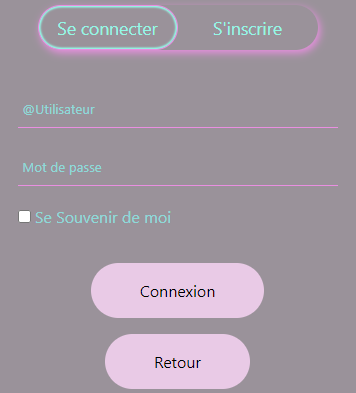 Se connecter S'inscrire
@Utilisateur
Mot de passe
Se Souvenir de moi
Connexion
Retour